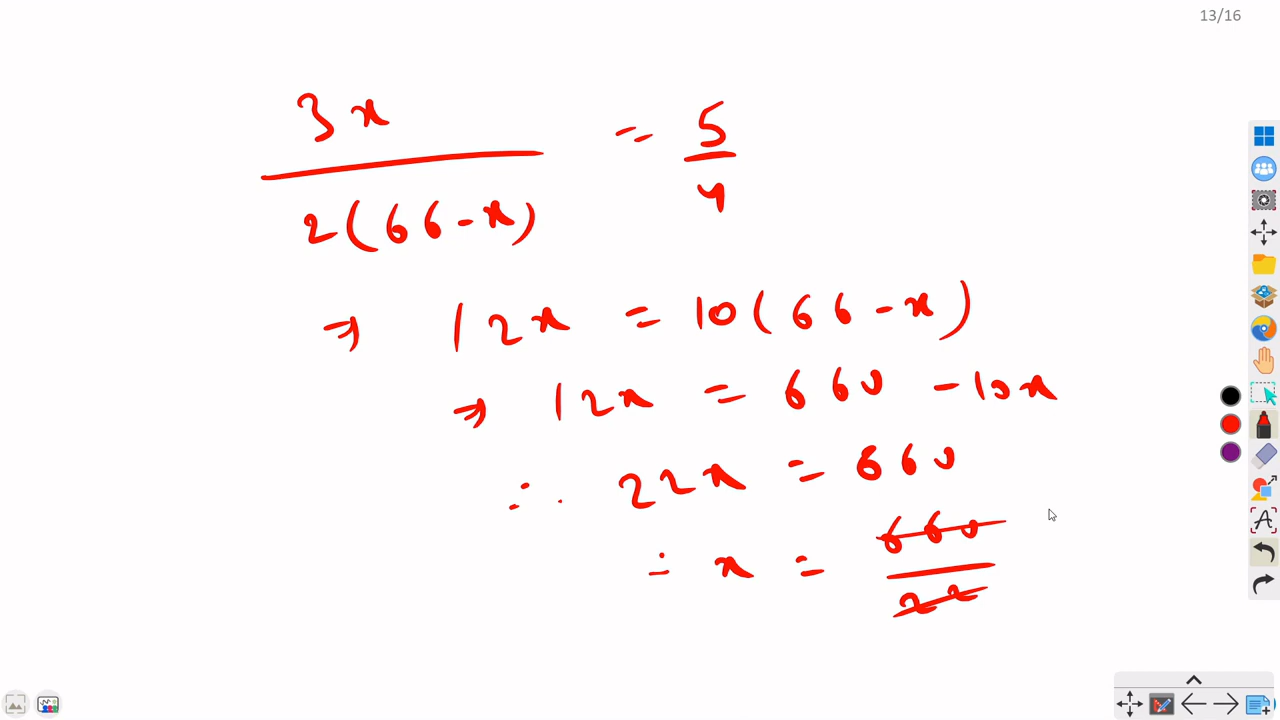 13/16
3x / 2(66-x) = 5/4
⇒ 12x = 10(66-x)
⇒ 12x = 660 -10x
∴ 22x = 660
∴ x = 660/22